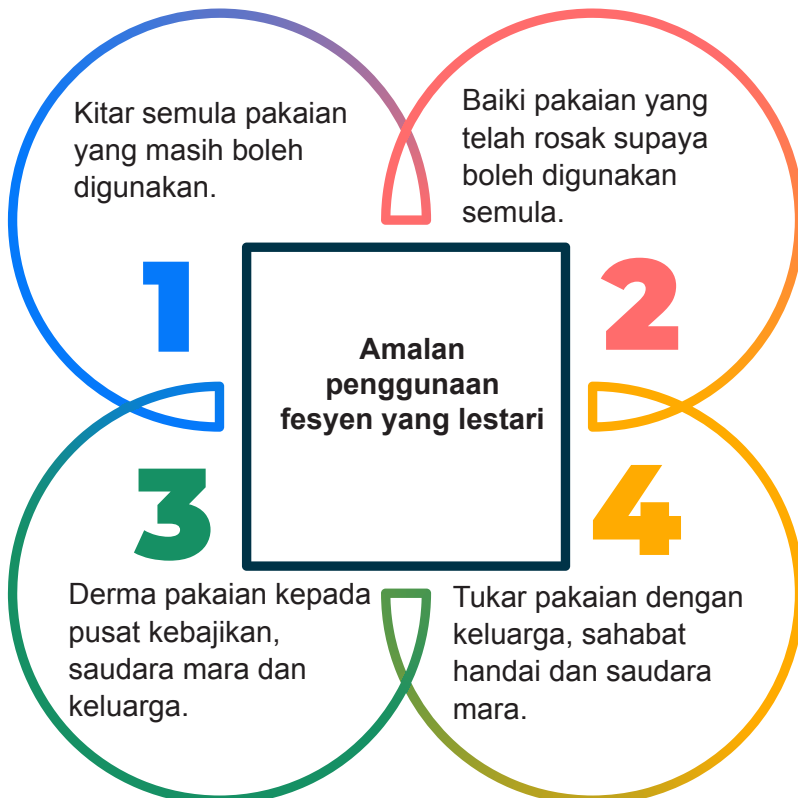 Kitar semula pakaian
yang masih boleh
digunakan.
1
Baiki pakaian yang
telah rosak supaya
boleh digunakan
semula.
2
Amalan
penggunaan
fesyen yang lestari
3
Derma pakaian kepada
pusat kebajikan,
saudara mara dan
keluarga.
4
Tukar pakaian dengan
keluarga, sahabat
handai dan saudara
mara.